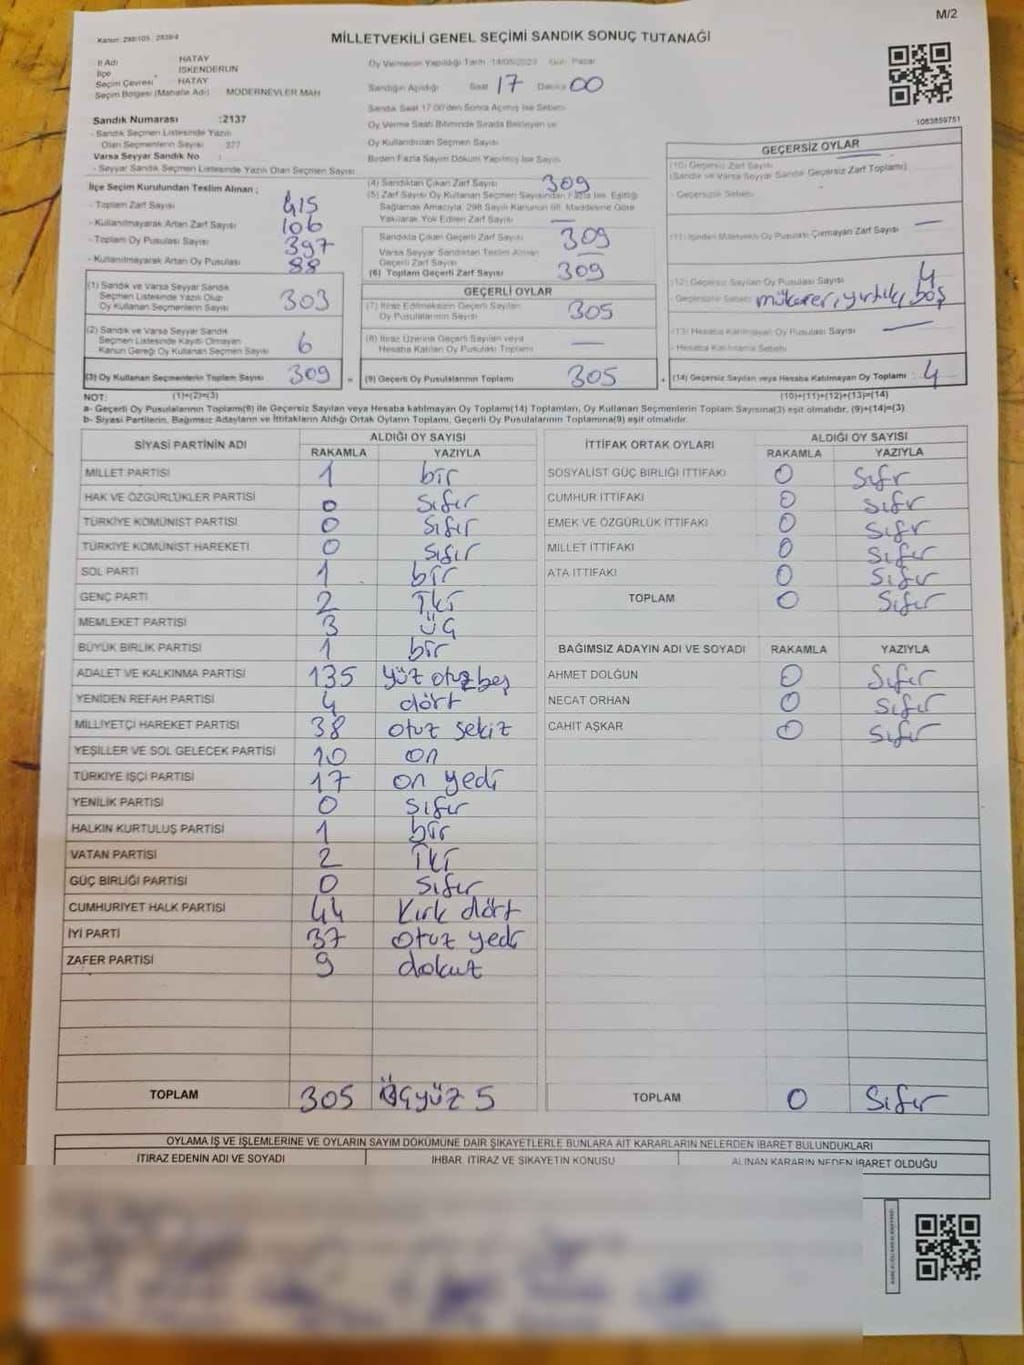 M/2
Kanun: 298/105, 2839/4
MİLLETVEKİLİ GENEL SEÇİMİ SANDIK SONUÇ TUTANAĞI
İl Adı HATAY
İlçe İSKENDERUN
Seçim Çevresi HATAY
Seçim Bölgesi (Mahalle Adı) MODERNEVLER MAH
Sandık Numarası :2137
- Sandık Seçmen Listesinde Yazılı
Olan Seçmenlerin Sayısı 377
Varsa Seyyar Sandık No :
- Seyyar Sandık Seçmen Listesinde Yazılı Olan Seçmen Sayısı
Oy Vermenin Yapıldığı Tarih :14/05/2023 Gün: Pazar
Sandığın Açıldığı Saat 17 Dakika 00
Sandık Saat 17.00'den Sonra Açılmış İse Sebebi
Oy Verme Saati Bitiminde Sırada Bekleyen ve
Oy Kullandırılan Seçmen Sayısı
Birden Fazla Sayım Döküm Yapılmış İse Sayısı
1083859751
İlçe Seçim Kurulundan Teslim Alınan ;
- Toplam Zarf Sayısı 415
- Kullanılmayarak Artan Zarf Sayısı 106
- Toplam Oy Pusulası Sayısı 397
- Kullanılmayarak Artan Oy Pusulası 88
(1) Sandık ve Varsa Seyyar Sandık
Seçmen Listesinde Yazılı Olup
Oy Kullanan Seçmenlerin Sayısı 303
(2) Sandık ve Varsa Seyyar Sandık
Seçmen Listesinde Kayıtlı Olmayan
Kanun Gereği Oy Kullanan Seçmen Sayısı 6
(3) Oy Kullanan Seçmenlerin Toplam Sayısı 309
(4) Sandıktan Çıkan Zarf Sayısı 309
(5) Zarf Sayısı Oy Kullanan Seçmen Sayısından Fazla İse, Eşitliği
Sağlamak Amacıyla, 298 Sayılı Kanunun 98. Maddesine Göre
Yakılarak Yok Edilen Zarf Sayısı —
Sandıkta Çıkan Geçerli Zarf Sayısı 309
Varsa Seyyar Sandıktan Teslim Alınan
Geçerli Zarf Sayısı —
(6) Toplam Geçerli Zarf Sayısı 309
GEÇERLİ OYLAR
(7) İtiraz Edilmeksizin Geçerli Sayılan
Oy Pusulalarının Sayısı 305
(8) İtiraz Üzerine Geçerli Sayılan veya
Hesaba Katılan Oy Pusulası Toplamı —
= (9) Geçerli Oy Pusulalarının Toplamı 305
GEÇERSİZ OYLAR
(10) Geçersiz Zarf Sayısı
(Sandık ve Varsa Seyyar Sandık Geçersiz Zarf Toplamı) —
- Geçersizlik Sebebi
(11) İçinden Milletvekili Oy Pusulası Çıkmayan Zarf Sayısı —
(12) Geçersiz Sayılan Oy Pusulası Sayısı 4
- Geçersizlik Sebebi mükerrer, yırtık, boş
(13) Hesaba Katılmayan Oy Pusulası Sayısı —
- Hesaba Katılmama Sebebi
+ (14) Geçersiz Sayılan veya Hesaba Katılmayan Oy Toplamı : 4
NOT: (1)+(2)=(3) (10)+(11)+(12)+(13)=(14)
a- Geçerli Oy Pusulaları Toplamı(9) ile Geçersiz Sayılan veya Hesaba katılmayan Oy Toplamı(14) Toplamları, Oy Kullanan Seçmenlerin Toplam Sayısına(3) eşit olmalıdır. (9)+(14)=(3)
b- Siyasi Partilerin, Bağımsız Adayların ve İttifakların Aldığı Ortak Oyların Toplamı, Geçerli Oy Pusulalarının Toplamına(9) eşit olmalıdır.
SİYASİ PARTİNİN ADI ALDIĞI OY SAYISI
RAKAMLA YAZIYLA
MİLLET PARTİSİ 1 bir
HAK VE ÖZGÜRLÜKLER PARTİSİ 0 Sıfır
TÜRKİYE KOMÜNİST PARTİSİ 0 Sıfır
TÜRKİYE KOMÜNİST HAREKETİ 0 Sıfır
SOL PARTİ 1 bir
GENÇ PARTİ 2 İki
MEMLEKET PARTİSİ 3 üç
BÜYÜK BİRLİK PARTİSİ 1 bir
ADALET VE KALKINMA PARTİSİ 135 yüz otuz beş
YENİDEN REFAH PARTİSİ 4 dört
MİLLİYETÇİ HAREKET PARTİSİ 38 otuz sekiz
YEŞİLLER VE SOL GELECEK PARTİSİ 10 on
TÜRKİYE İŞÇİ PARTİSİ 17 on yedi
YENİLİK PARTİSİ 0 sıfır
HALKIN KURTULUŞ PARTİSİ 1 bir
VATAN PARTİSİ 2 İki
GÜÇ BİRLİĞİ PARTİSİ 0 Sıfır
CUMHURİYET HALK PARTİSİ 44 Kırk dört
İYİ PARTİ 37 otuz yedi
ZAFER PARTİSİ 9 dokuz
TOPLAM 305 Üçyüz 5
İTTİFAK ORTAK OYLARI ALDIĞI OY SAYISI
RAKAMLA YAZIYLA
SOSYALİST GÜÇ BİRLİĞİ İTTİFAKI 0 Sıfır
CUMHUR İTTİFAKI 0 Sıfır
EMEK VE ÖZGÜRLÜK İTTİFAKI 0 Sıfır
MİLLET İTTİFAKI 0 Sıfır
ATA İTTİFAKI 0 Sıfır
TOPLAM 0 Sıfır
BAĞIMSIZ ADAYIN ADI VE SOYADI RAKAMLA YAZIYLA
AHMET DOLĞUN 0 Sıfır
NECAT ORHAN 0 Sıfır
CAHİT AŞKAR 0 Sıfır
TOPLAM 0 Sıfır
OYLAMA İŞ VE İŞLEMLERİNE VE OYLARIN SAYIM DÖKÜMÜNE DAİR ŞİKAYETLERLE BUNLARA AİT KARARLARIN NELERDEN İBARET BULUNDUKLARI
İTİRAZ EDENİN ADI VE SOYADI İHBAR, İTİRAZ VE ŞİKAYETİN KONUSU ALINAN KARARIN NEDEN İBARET OLDUĞU